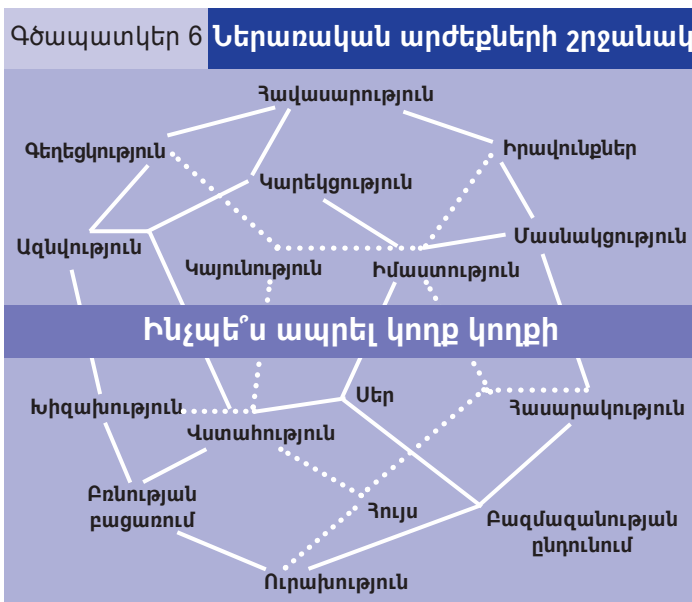 Գծապատկեր 6 Ներառական արժեքների շրջանակ
Հավասարություն
Գեղեցկություն
Իրավունքներ
Կարեկցություն
Ազնվություն
Մասնակցություն
Կայունություն
Իմաստություն
Ինչպե՞ս ապրել կողք կողքի
Խիզախություն
Սեր
Հասարակություն
Վստահություն
Բռնության
բացառում
Հույս
Բազմազանության
ընդունում
Ուրախություն